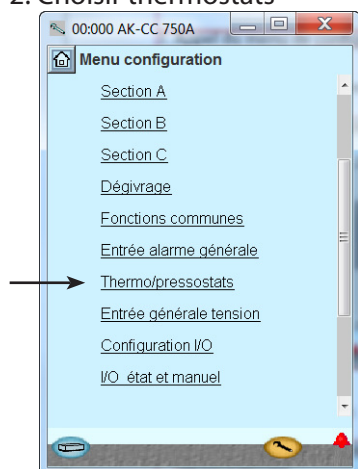 2. Choisir thermostats
00:000 AK-CC 750A
Menu configuration
Section A
Section B
Section C
Dégivrage
Fonctions communes
Entrée alarme générale
Thermo/pressostats
Entrée générale tension
Configuration I/O
I/O état et manuel